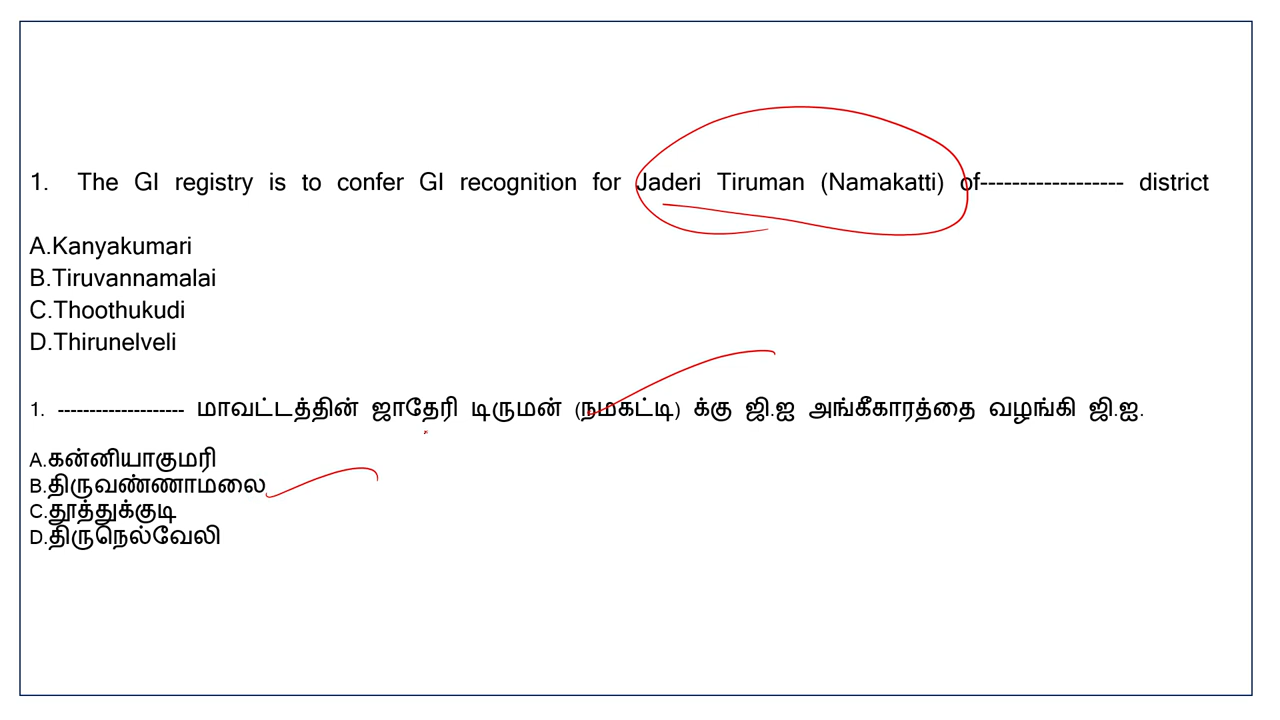 1. The GI registry is to confer GI recognition for Jaderi Tiruman (Namakatti) of------------------ district
A.Kanyakumari
B.Tiruvannamalai
C.Thoothukudi
D.Thirunelveli
1. -------------------- மாவட்டத்தின் ஜாதேரி டிருமன் (நமகட்டி) க்கு ஜி.ஐ அங்கீகாரத்தை வழங்கி ஜி.ஐ.
A.கன்னியாகுமரி
B.திருவண்ணாமலை
C.தூத்துக்குடி
D.திருநெல்வேலி